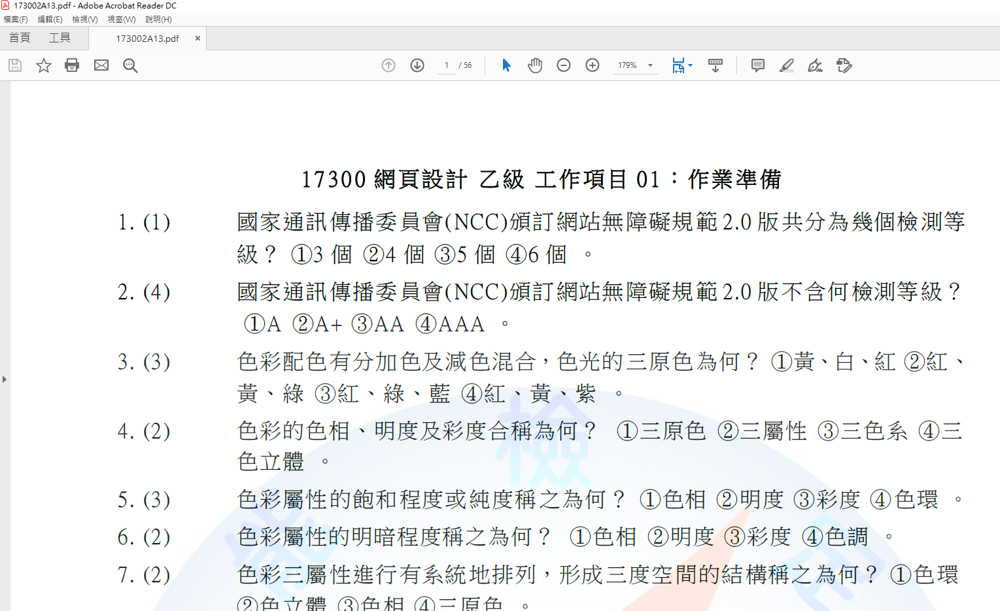 173002A13.pdf - Adobe Acrobat Reader DC
檔案(F) 編輯(E) 檢視(V) 視窗(W) 說明(H)
首頁 工具 173002A13.pdf ×
1 / 56 179%
17300 網頁設計 乙級 工作項目 01：作業準備
1. (1) 國家通訊傳播委員會(NCC)頒訂網站無障礙規範 2.0 版共分為幾個檢測等
級？ ①3 個 ②4 個 ③5 個 ④6 個 。
2. (4) 國家通訊傳播委員會(NCC)頒訂網站無障礙規範 2.0 版不含何檢測等級？
①A ②A+ ③AA ④AAA 。
3. (3) 色彩配色有分加色及減色混合，色光的三原色為何？ ①黃、白、紅 ②紅、
黃、綠 ③紅、綠、藍 ④紅、黃、紫 。
4. (2) 色彩的色相、明度及彩度合稱為何？ ①三原色 ②三屬性 ③三色系 ④三
色立體 。
5. (3) 色彩屬性的飽和程度或純度稱之為何？ ①色相 ②明度 ③彩度 ④色環 。
6. (2) 色彩屬性的明暗程度稱之為何？ ①色相 ②明度 ③彩度 ④色調 。
7. (2) 色彩三屬性進行有系統地排列，形成三度空間的結構稱之為何？ ①色環
②色立體 ③色相 ④三原色 。
能檢定